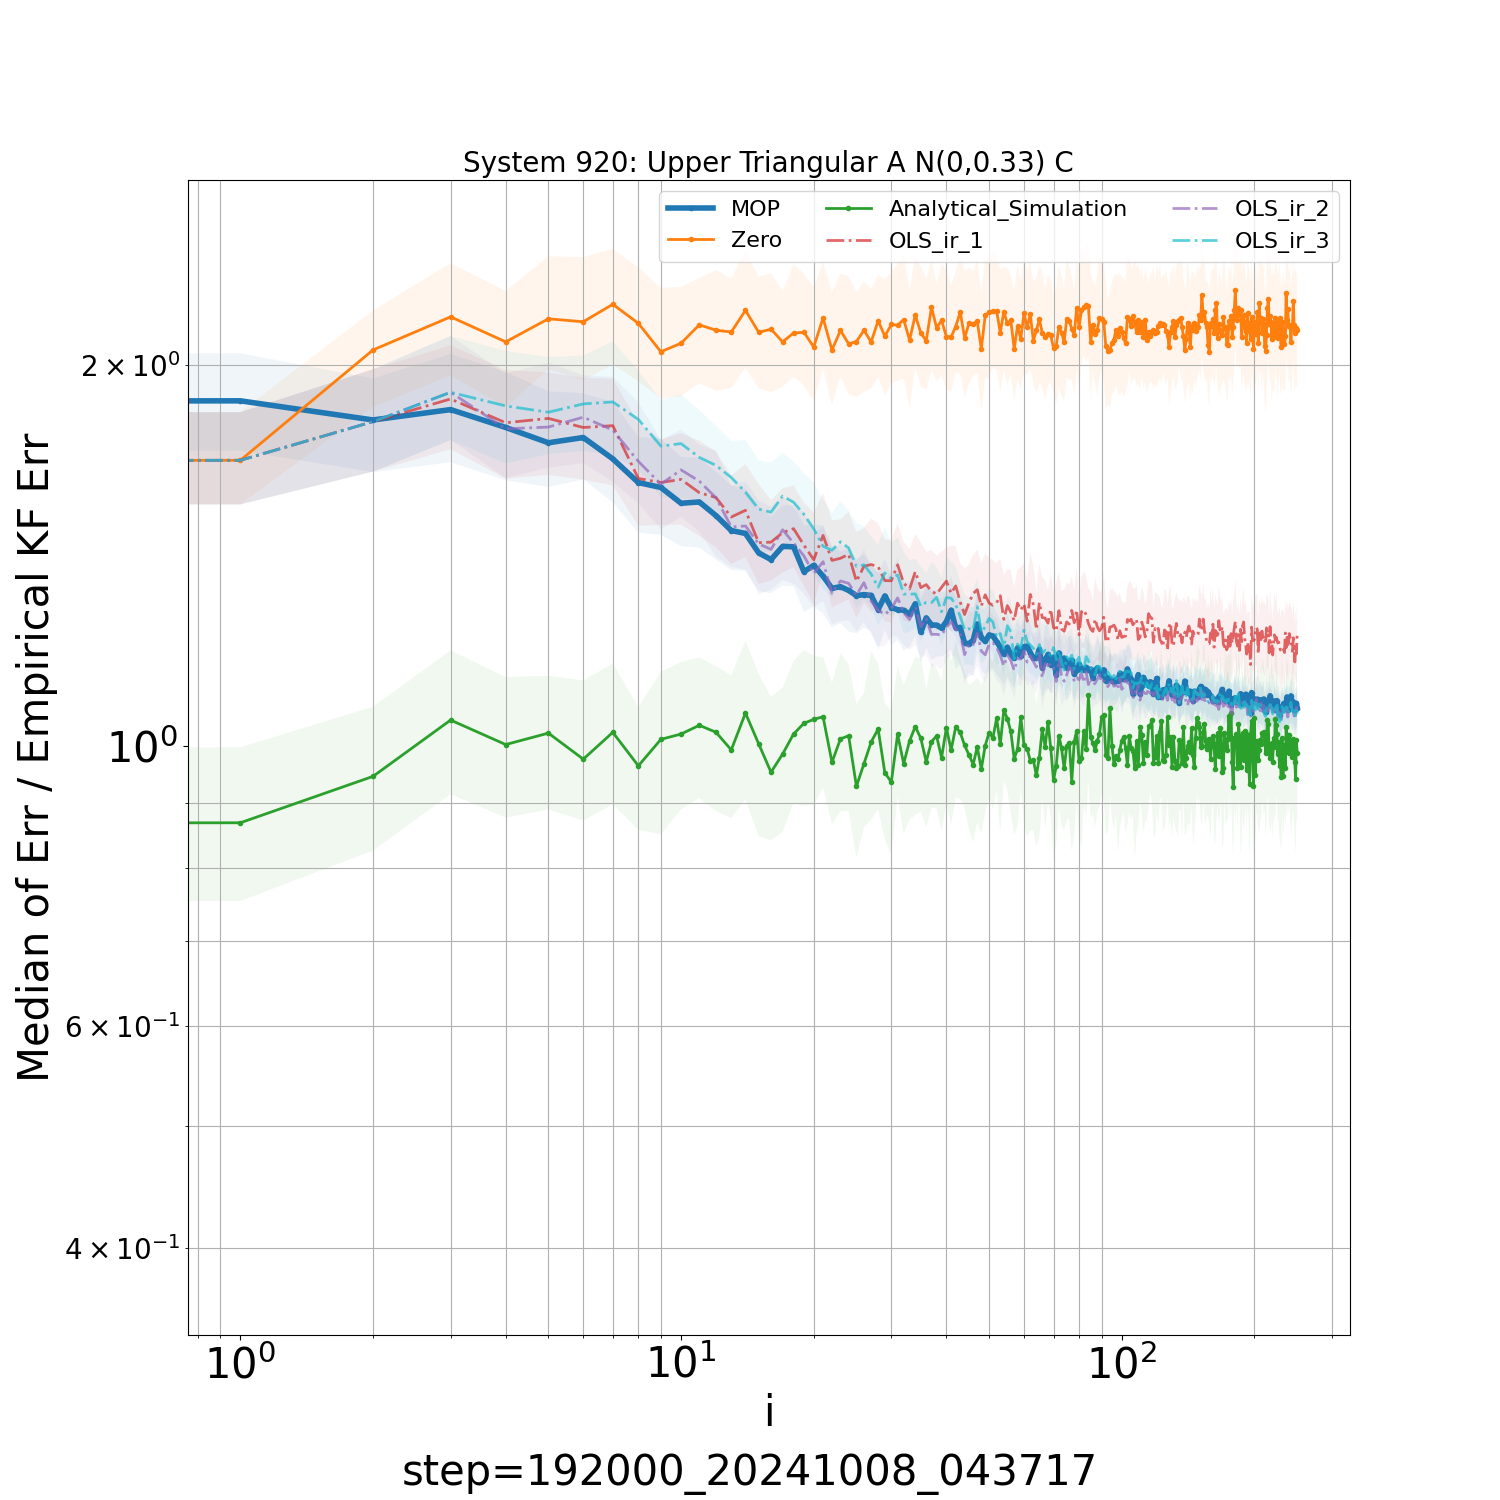 System 920: Upper Triangular A N(0,0.33) C
MOP
Zero
Analytical_Simulation
OLS_ir_1
OLS_ir_2
OLS_ir_3
Median of Err / Empirical KF Err
2 × 10⁰
10⁰
6 × 10⁻¹
4 × 10⁻¹
10⁰ 10¹ 10²
i
step=192000_20241008_043717